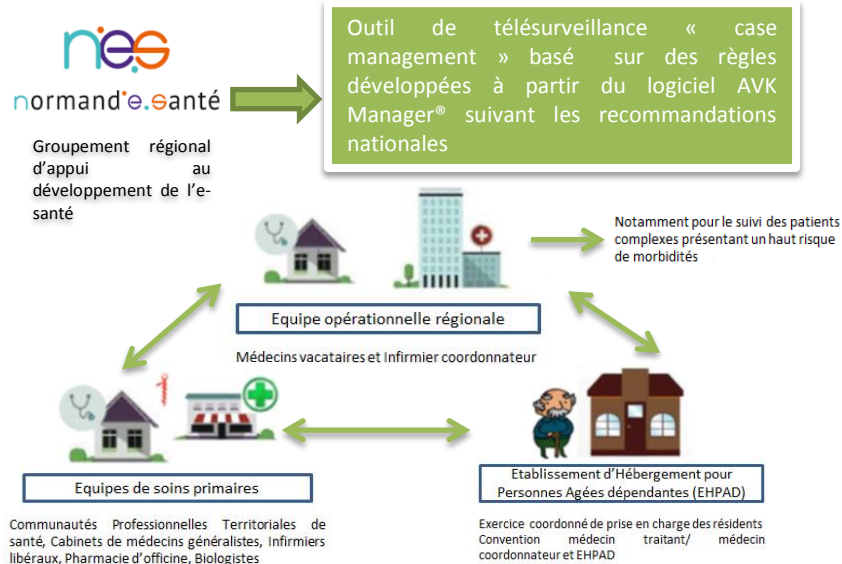 nes
normand'e.santé
Outil de télésurveillance « case
management » basé sur des règles
développées à partir du logiciel AVK
Manager® suivant les recommandations
nationales
Groupement régional
d'appui au
développement de l'e-
santé
Notamment pour le suivi des patients
complexes présentant un haut risque
de morbidités
Equipe opérationnelle régionale
Médecins vacataires et Infirmier coordonnateur
Equipes de soins primaires
Communautés Professionnelles Territoriales de
santé, Cabinets de médecins généralistes, Infirmiers
libéraux, Pharmacie d'officine, Biologistes
Etablissement d'Hébergement pour
Personnes Agées dépendantes (EHPAD)
Exercice coordonné de prise en charge des résidents
Convention médecin traitant/ médecin
coordonnateur et EHPAD